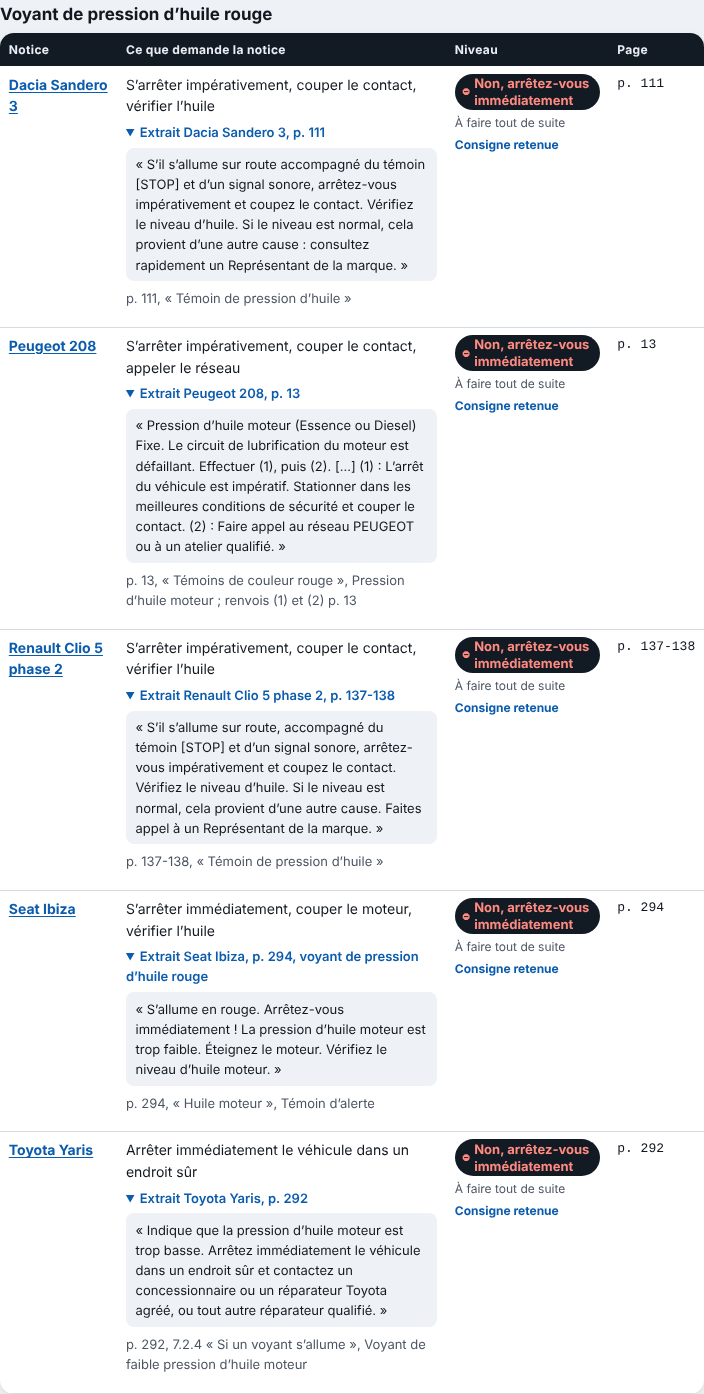 Voyant de pression d’huile rouge
Notice Ce que demande la notice Niveau Page
Dacia Sandero 3
S’arrêter impérativement, couper le contact,
vérifier l’huile
▼ Extrait Dacia Sandero 3, p. 111
« S’il s’allume sur route accompagné du témoin
[STOP] et d’un signal sonore, arrêtez-vous
impérativement et coupez le contact. Vérifiez
le niveau d’huile. Si le niveau est normal, cela
provient d’une autre cause : consultez
rapidement un Représentant de la marque. »
p. 111, « Témoin de pression d’huile »
Non, arrêtez-vous
immédiatement
À faire tout de suite
Consigne retenue
p. 111
Peugeot 208
S’arrêter impérativement, couper le contact,
appeler le réseau
▼ Extrait Peugeot 208, p. 13
« Pression d’huile moteur (Essence ou Diesel)
Fixe. Le circuit de lubrification du moteur est
défaillant. Effectuer (1), puis (2). [...] (1) : L’arrêt
du véhicule est impératif. Stationner dans les
meilleures conditions de sécurité et couper le
contact. (2) : Faire appel au réseau PEUGEOT
ou à un atelier qualifié. »
p. 13, « Témoins de couleur rouge », Pression
d’huile moteur ; renvois (1) et (2) p. 13
Non, arrêtez-vous
immédiatement
À faire tout de suite
Consigne retenue
p. 13
Renault Clio 5
phase 2
S’arrêter impérativement, couper le contact,
vérifier l’huile
▼ Extrait Renault Clio 5 phase 2, p. 137-138
« S’il s’allume sur route, accompagné du
témoin [STOP] et d’un signal sonore, arrêtez-
vous impérativement et coupez le contact.
Vérifiez le niveau d’huile. Si le niveau est
normal, cela provient d’une autre cause. Faites
appel à un Représentant de la marque. »
p. 137-138, « Témoin de pression d’huile »
Non, arrêtez-vous
immédiatement
À faire tout de suite
Consigne retenue
p. 137-138
Seat Ibiza
S’arrêter immédiatement, couper le moteur,
vérifier l’huile
▼ Extrait Seat Ibiza, p. 294, voyant de pression
d’huile rouge
« S’allume en rouge. Arrêtez-vous
immédiatement ! La pression d’huile moteur est
trop faible. Éteignez le moteur. Vérifiez le
niveau d’huile moteur. »
p. 294, « Huile moteur », Témoin d’alerte
Non, arrêtez-vous
immédiatement
À faire tout de suite
Consigne retenue
p. 294
Toyota Yaris
Arrêter immédiatement le véhicule dans un
endroit sûr
▼ Extrait Toyota Yaris, p. 292
« Indique que la pression d’huile moteur est
trop basse. Arrêtez immédiatement le véhicule
dans un endroit sûr et contactez un
concessionnaire ou un réparateur Toyota
agréé, ou tout autre réparateur qualifié. »
p. 292, 7.2.4 « Si un voyant s’allume », Voyant de
faible pression d’huile moteur
Non, arrêtez-vous
immédiatement
À faire tout de suite
Consigne retenue
p. 292